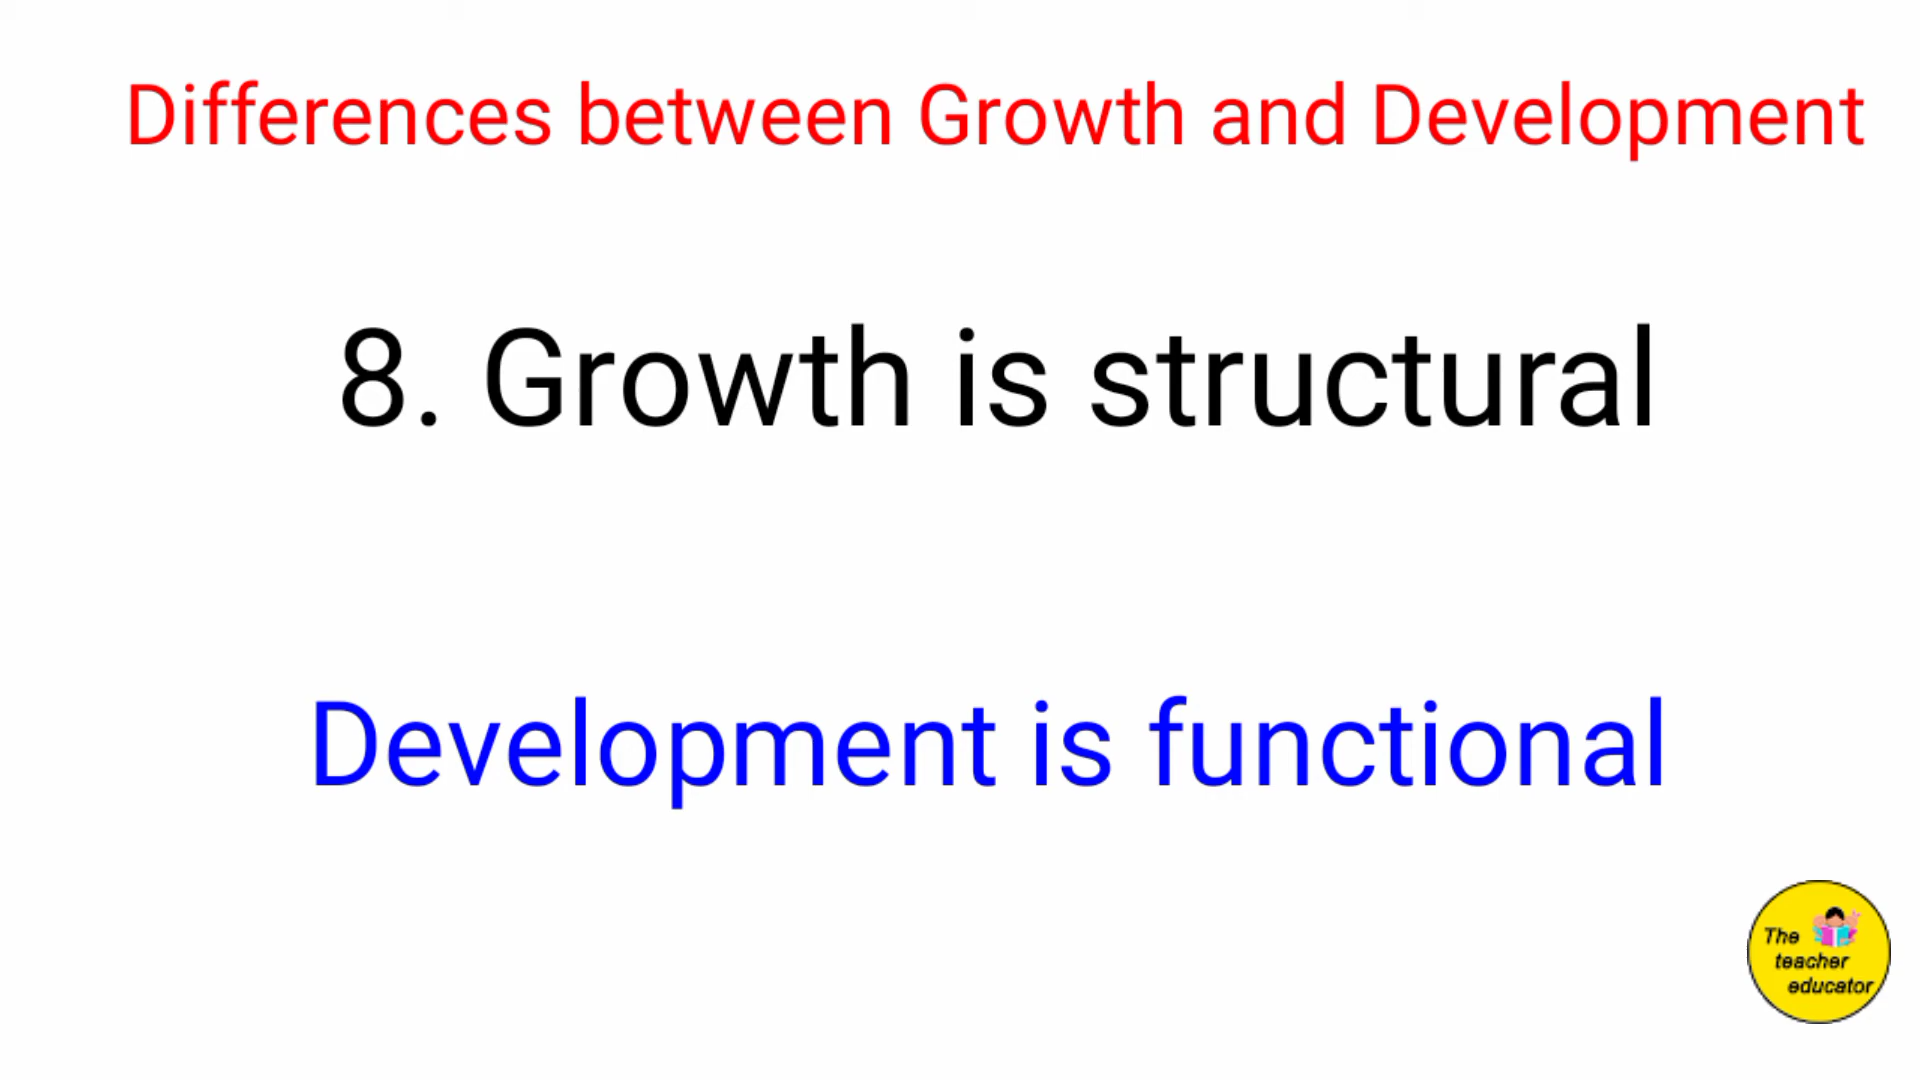 Differences between Growth and Development
8. Growth is structural
Development is functional
The
teacher
educator